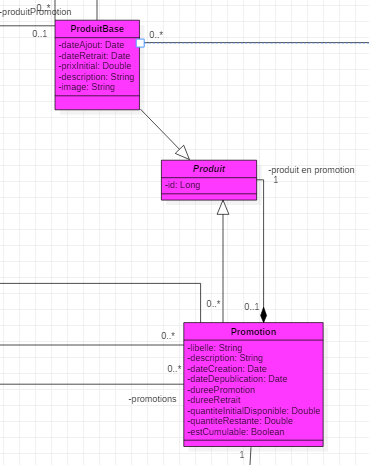 -produitPromotion
0..*
0..1
ProduitBase
0..*
-dateAjout: Date
-dateRetrait: Date
-prixInitial: Double
-description: String
-image: String
Produit
-id: Long
-produit en promotion
1
0..*
0..1
Promotion
0..*
0..*
-promotions
-libelle: String
-description: String
-dateCreation: Date
-dateDepublication: Date
-dureePromotion
-dureeRetrait
-quantiteInitialDisponible: Double
-quantiteRestante: Double
-estCumulable: Boolean
1